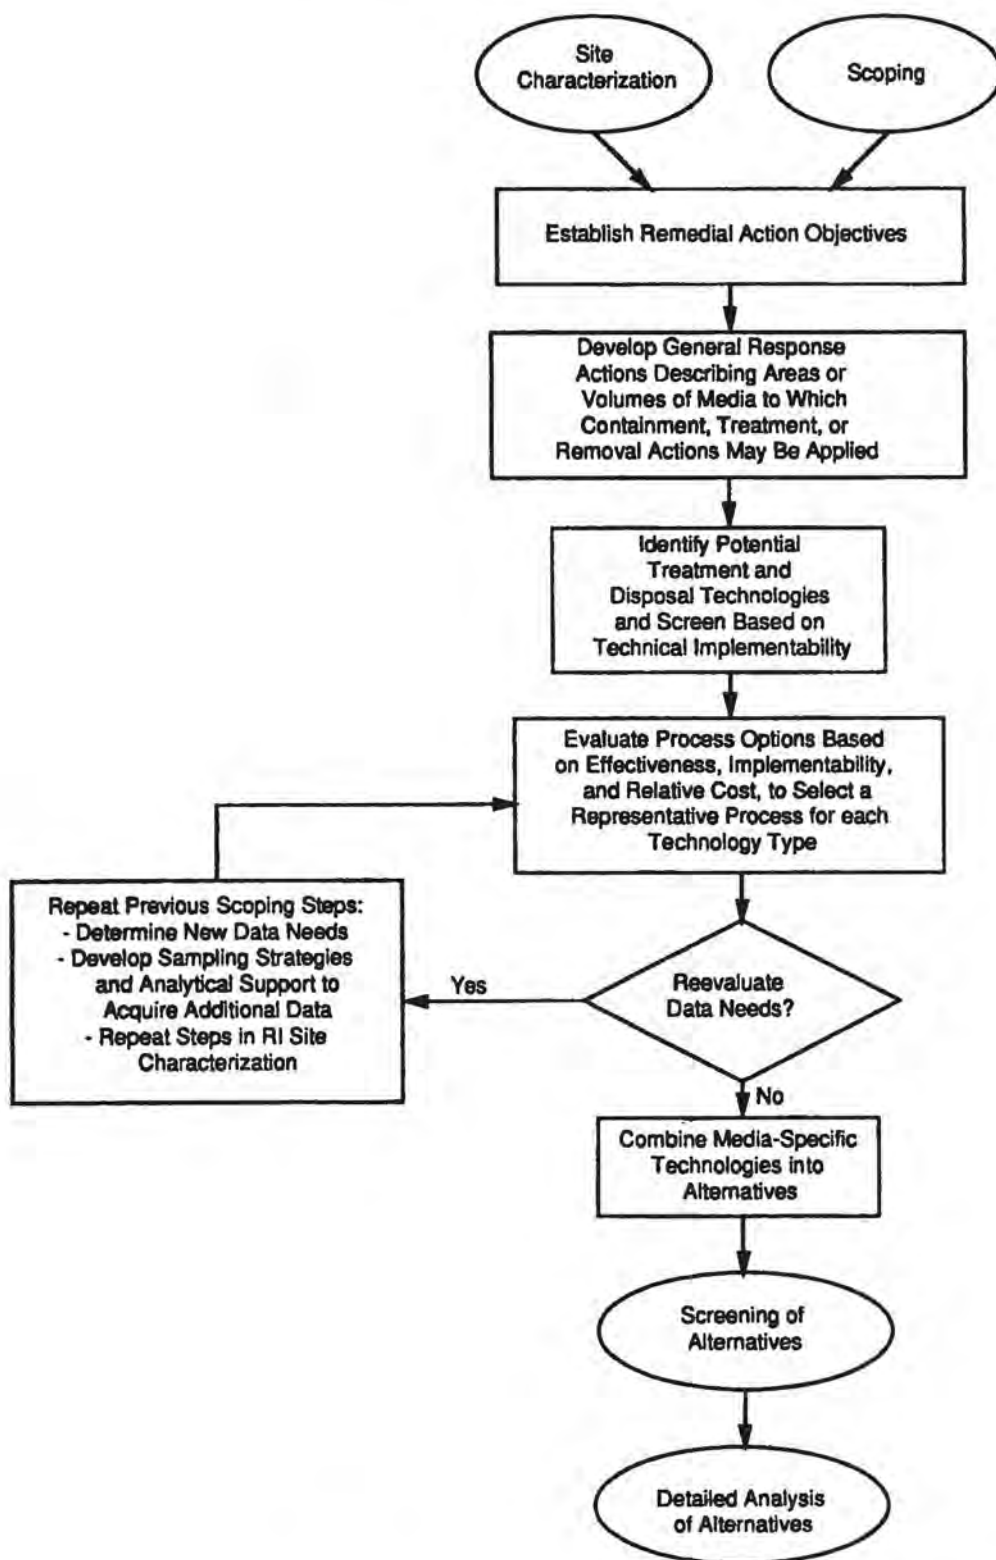 Site
Characterization
Scoping
Establish Remedial Action Objectives
Develop General Response
Actions Describing Areas or
Volumes of Media to Which
Containment, Treatment, or
Removal Actions May Be Applied
Identify Potential
Treatment and
Disposal Technologies
and Screen Based on
Technical Implementability
Evaluate Process Options Based
on Effectiveness, Implementability,
and Relative Cost, to Select a
Representative Process for each
Technology Type
Repeat Previous Scoping Steps:
- Determine New Data Needs
- Develop Sampling Strategies
and Analytical Support to
Acquire Additional Data
- Repeat Steps in RI Site
Characterization
Yes
Reevaluate
Data Needs?
No
Combine Media-Specific
Technologies into
Alternatives
Screening of
Alternatives
Detailed Analysis
of Alternatives